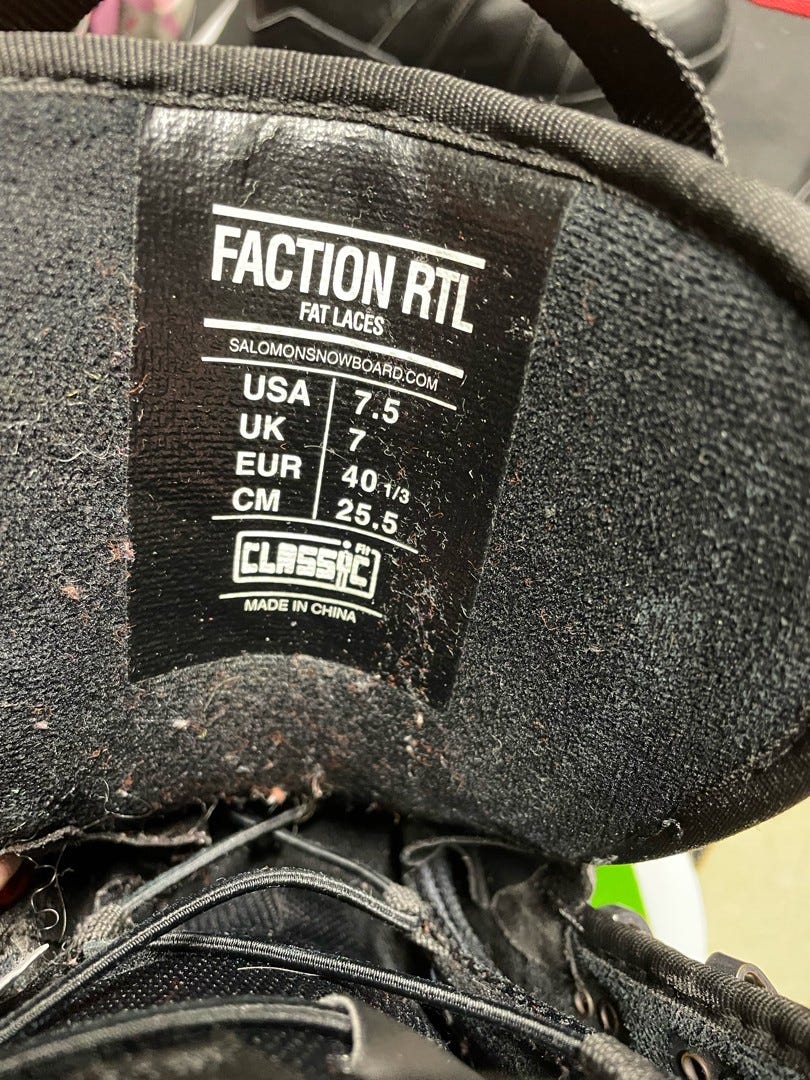 FACTION RTL
FAT LACES
SALOMONSNOWBOARD.COM
USA 7.5
UK 7
EUR 40 1/3
CM 25.5
CLASSIC FIT
MADE IN CHINA